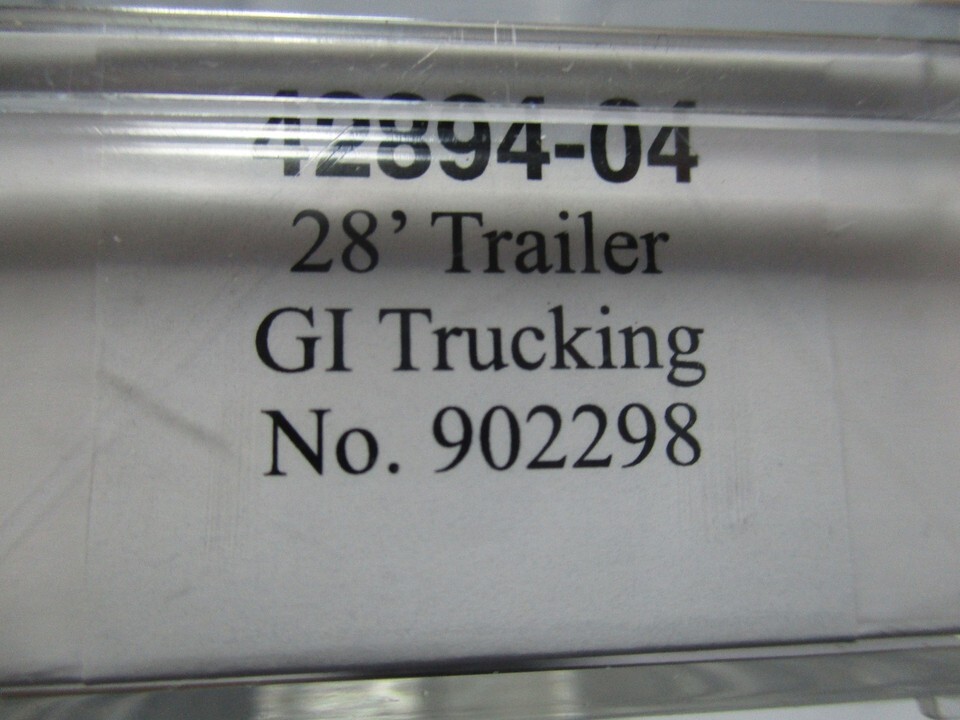 42894-04
28’ Trailer
GI Trucking
No. 902298